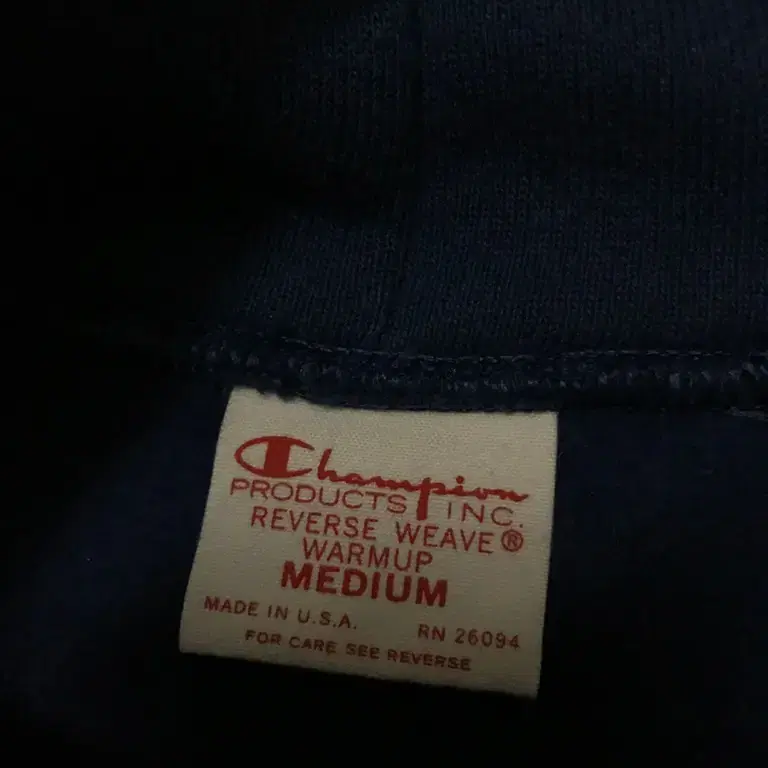 Champion
PRODUCTS INC.
REVERSE WEAVE®
WARMUP
MEDIUM
MADE IN U.S.A.
RN 26094
FOR CARE SEE REVERSE